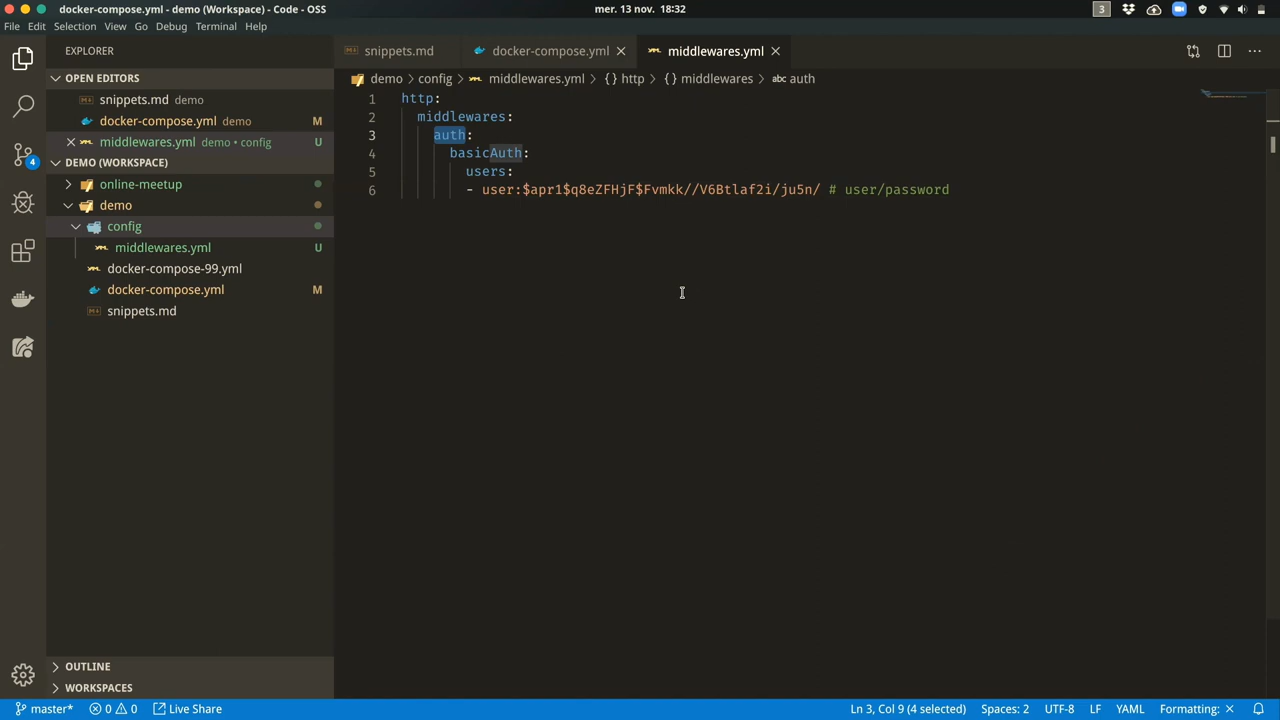 docker-compose.yml - demo (Workspace) - Code - OSS
mer. 13 nov. 18:32
3
File Edit Selection View Go Debug Terminal Help
EXPLORER
snippets.md
docker-compose.yml
middlewares.yml
OPEN EDITORS
demo
config
middlewares.yml
{} http
{} middlewares
abc auth
snippets.md demo
docker-compose.yml demo M
middlewares.yml demo • config U
4
DEMO (WORKSPACE)
online-meetup
demo
config
middlewares.yml U
docker-compose-99.yml
docker-compose.yml M
snippets.md
1 http:
2 middlewares:
3 auth:
4 basicAuth:
5 users:
6 - user:$apr1$q8eZFHjF$Fvmkk//V6Btlaf2i/ju5n/ # user/password
OUTLINE
WORKSPACES
master* 0 0 Live Share
Ln 3, Col 9 (4 selected) Spaces: 2 UTF-8 LF YAML Formatting: ×